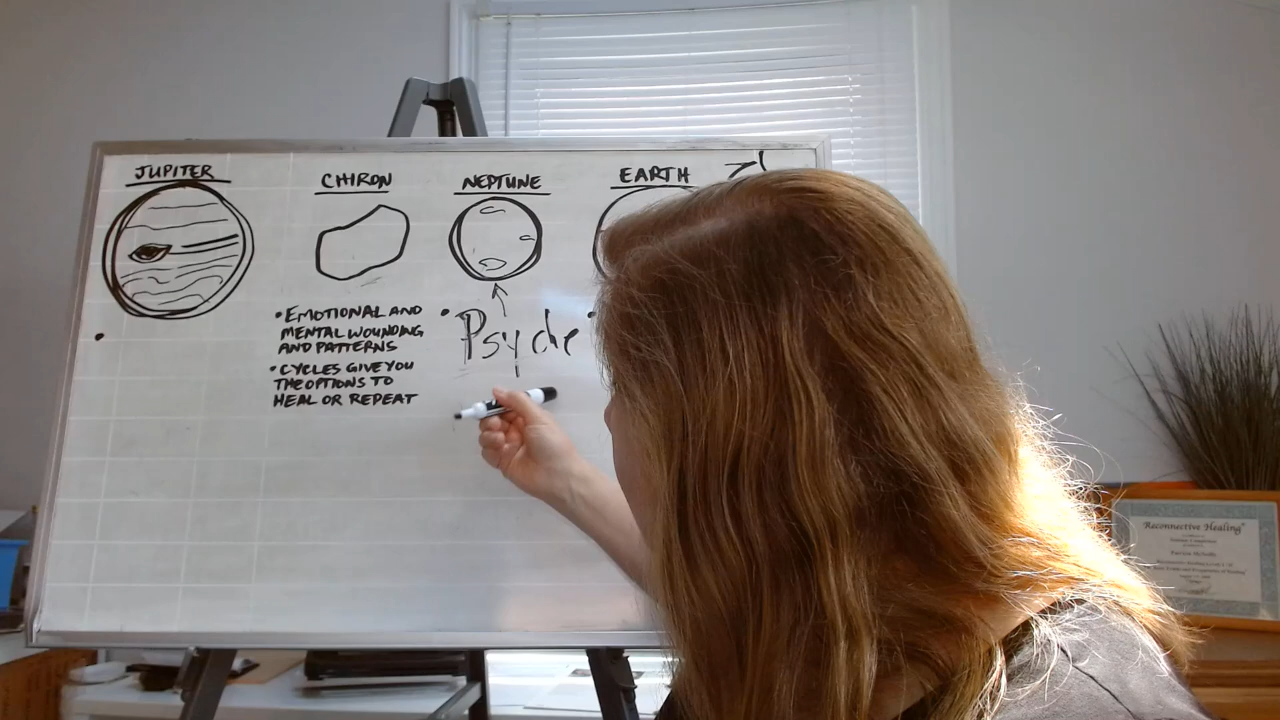 JUPITER
CHIRON
NEPTUNE
EARTH
• EMOTIONAL AND
MENTAL WOUNDING
AND PATTERNS
• CYCLES GIVE YOU
THE OPTIONS TO
HEAL OR REPEAT
• Psyche
Reconnective Healing